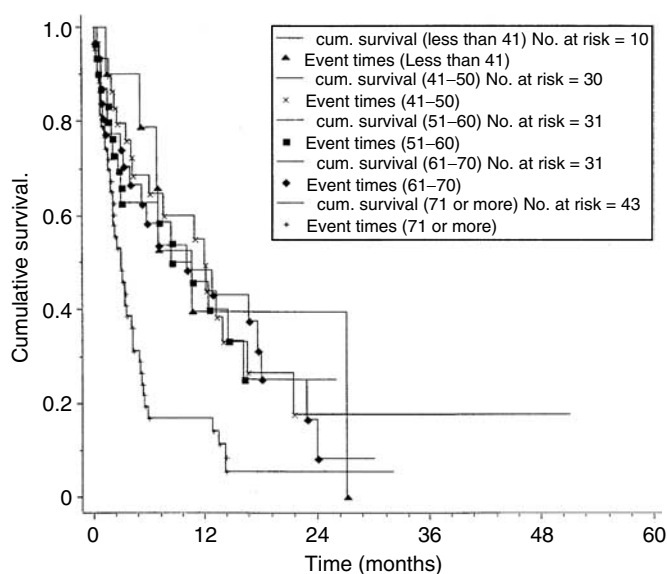 cum. survival (less than 41) No. at risk = 10
Event times (Less than 41)
cum. survival (41–50) No. at risk = 30
Event times (41–50)
cum. survival (51–60) No. at risk = 31
Event times (51–60)
cum. survival (61–70) No. at risk = 31
Event times (61–70)
cum. survival (71 or more) No. at risk = 43
Event times (71 or more)
Cumulative survival.
1.0
0.8
0.6
0.4
0.2
0
0 12 24 36 48 60
Time (months)